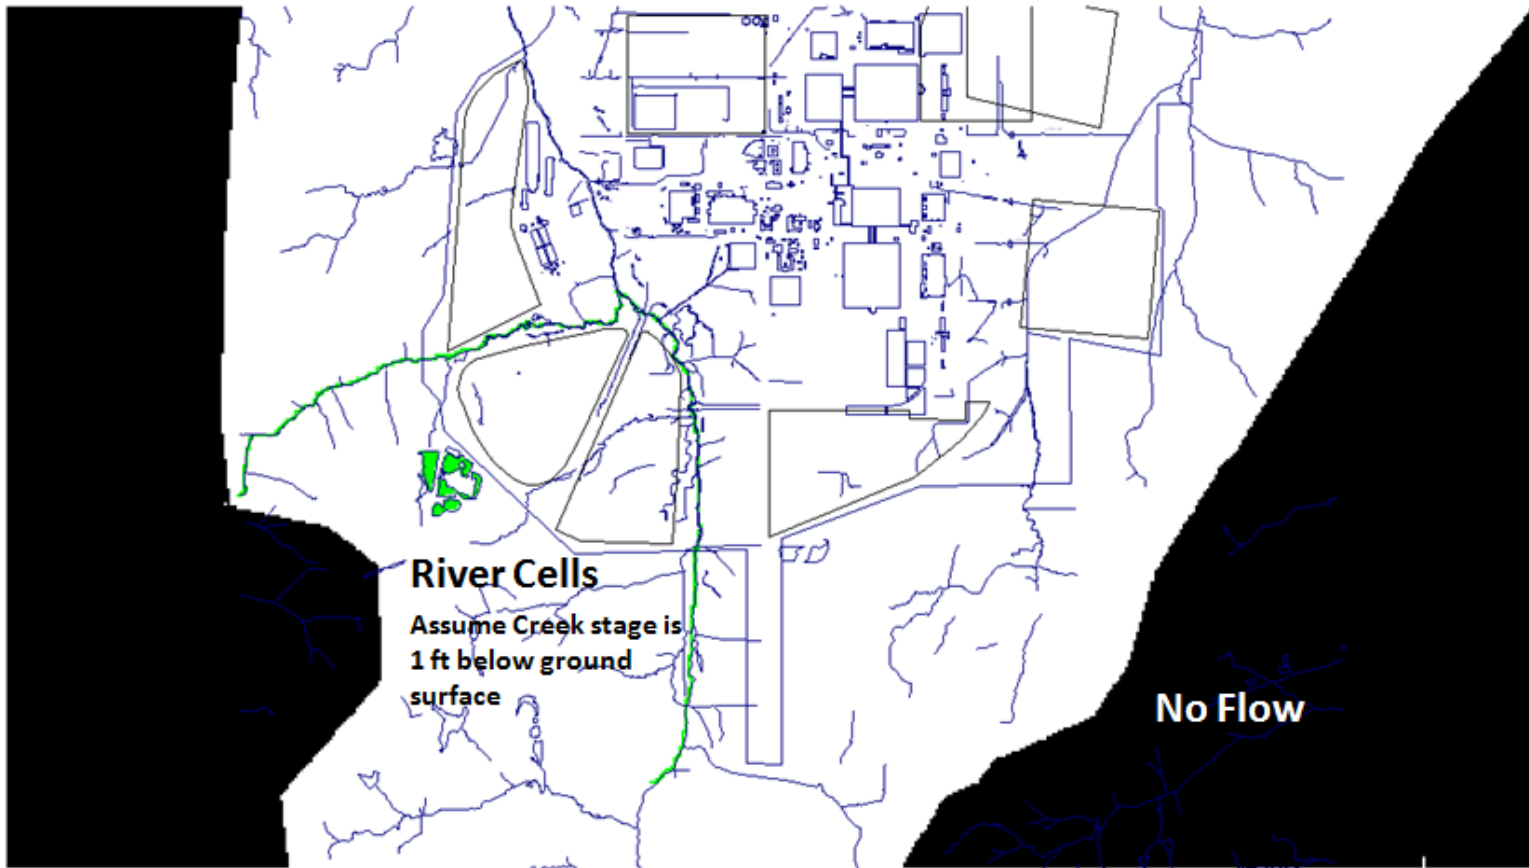 River Cells
Assume Creek stage is
1 ft below ground
surface
No Flow